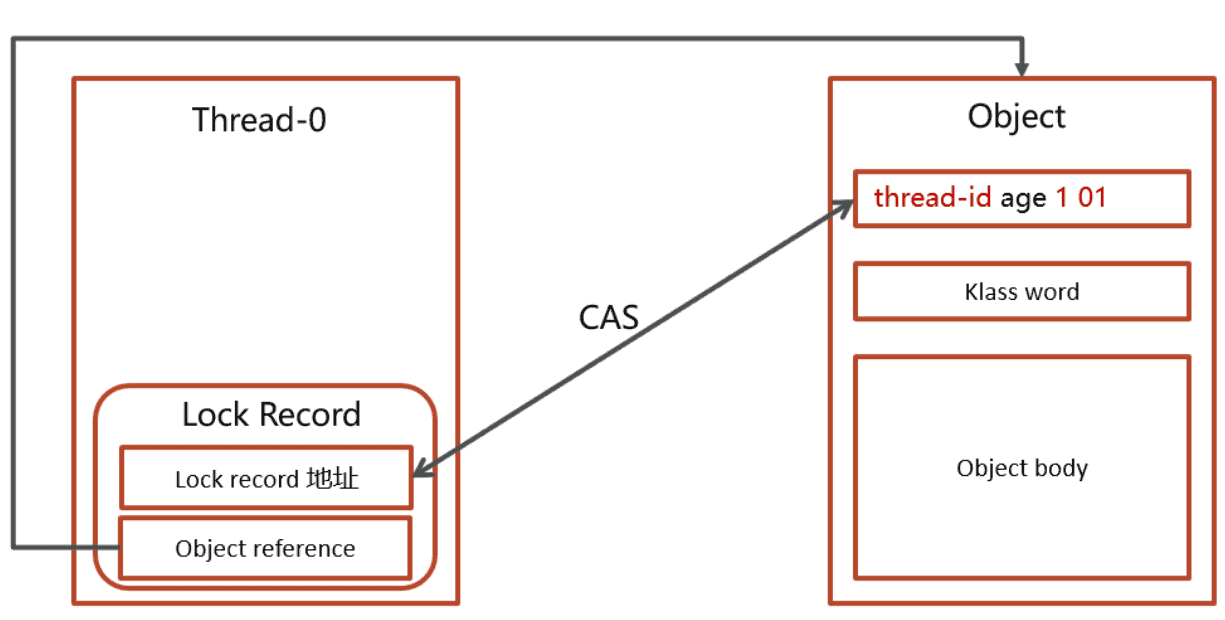 Thread-0
Lock Record
Lock record 地址
Object reference
CAS
Object
thread-id age 1 01
Klass word
Object body